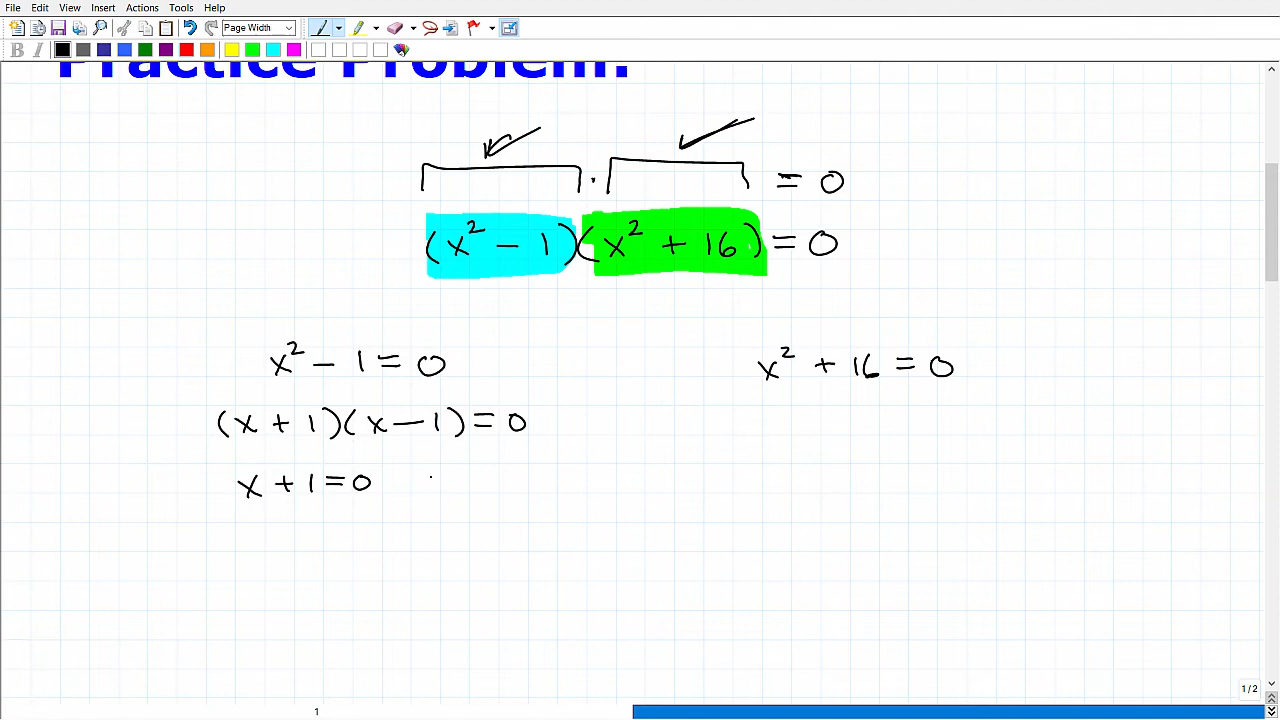 File Edit View Insert Actions Tools Help
Page Width
B I
Practice Problem:
· = 0
(x² − 1)(x² + 16) = 0
x² − 1 = 0
x² + 16 = 0
(x + 1)(x − 1) = 0
x + 1 = 0
1/2
1